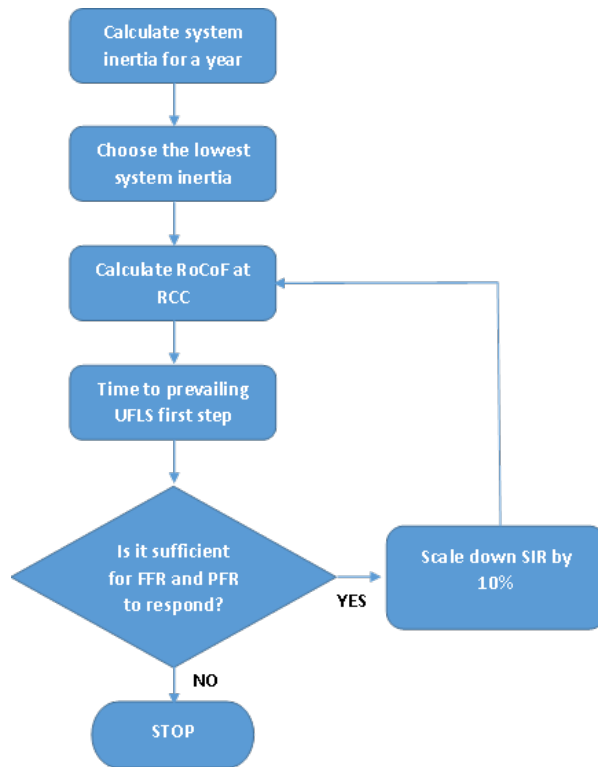 Calculate system
inertia for a year
Choose the lowest
system inertia
Calculate RoCoF at
RCC
Time to prevailing
UFLS first step
Is it sufficient
for FFR and PFR
to respond?
YES
Scale down SIR by
10%
NO
STOP